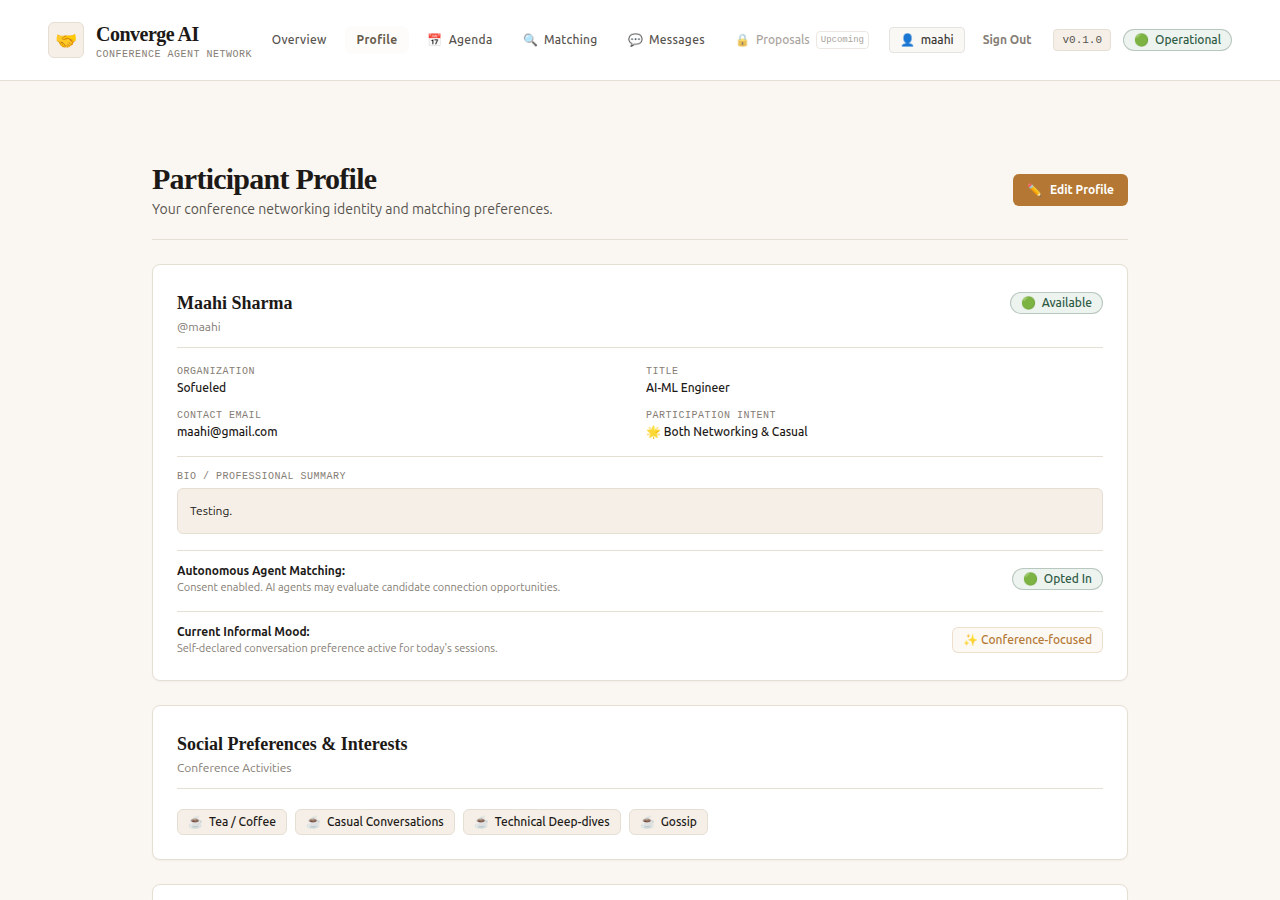 Converge AI
CONFERENCE AGENT NETWORK
Overview
Profile
Agenda
Matching
Messages
Proposals
Upcoming
maahi
Sign Out
v0.1.0
Operational
Participant Profile
Your conference networking identity and matching preferences.
Edit Profile
Maahi Sharma
@maahi
Available
ORGANIZATION
Sofueled
TITLE
AI-ML Engineer
CONTACT EMAIL
maahi@gmail.com
PARTICIPATION INTENT
🌟 Both Networking & Casual
BIO / PROFESSIONAL SUMMARY
Testing.
Autonomous Agent Matching:
Consent enabled. AI agents may evaluate candidate connection opportunities.
Opted In
Current Informal Mood:
Self-declared conversation preference active for today's sessions.
✨ Conference-focused
Social Preferences & Interests
Conference Activities
Tea / Coffee
Casual Conversations
Technical Deep-dives
Gossip